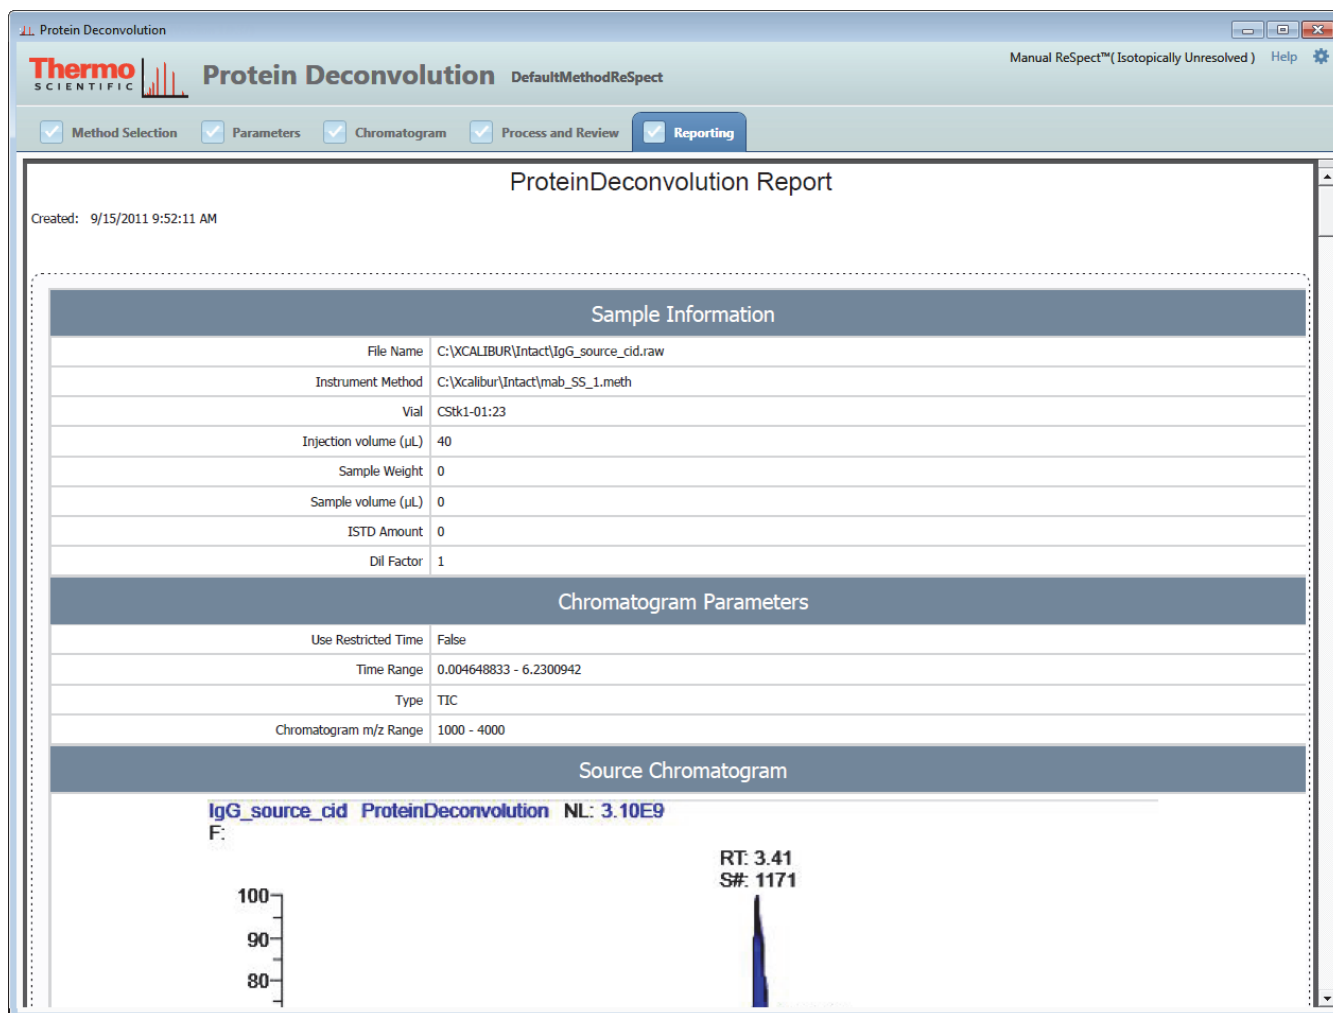 Protein Deconvolution
Thermo
SCIENTIFIC
Protein Deconvolution DefaultMethodReSpect
Manual ReSpect™( Isotopically Unresolved ) Help
Method Selection Parameters Chromatogram Process and Review Reporting
ProteinDeconvolution Report
Created: 9/15/2011 9:52:11 AM
Sample Information
File Name C:\XCALIBUR\Intact\IgG_source_cid.raw
Instrument Method C:\Xcalibur\Intact\mab_SS_1.meth
Vial CStk1-01:23
Injection volume (µL) 40
Sample Weight 0
Sample volume (µL) 0
ISTD Amount 0
Dil Factor 1
Chromatogram Parameters
Use Restricted Time False
Time Range 0.004648833 - 6.2300942
Type TIC
Chromatogram m/z Range 1000 - 4000
Source Chromatogram
IgG_source_cid ProteinDeconvolution NL: 3.10E9
F:
RT: 3.41
S#: 1171
100
90
80